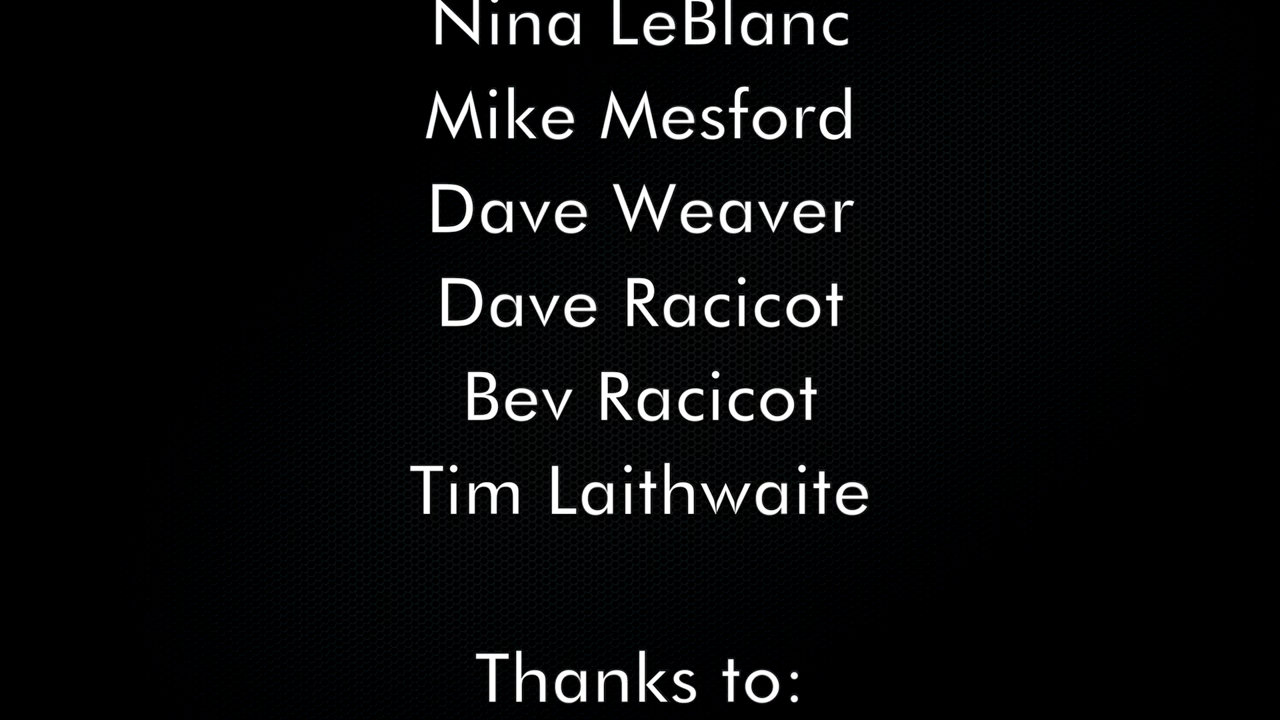 Nina LeBlanc
Mike Mesford
Dave Weaver
Dave Racicot
Bev Racicot
Tim Laithwaite
Thanks to: